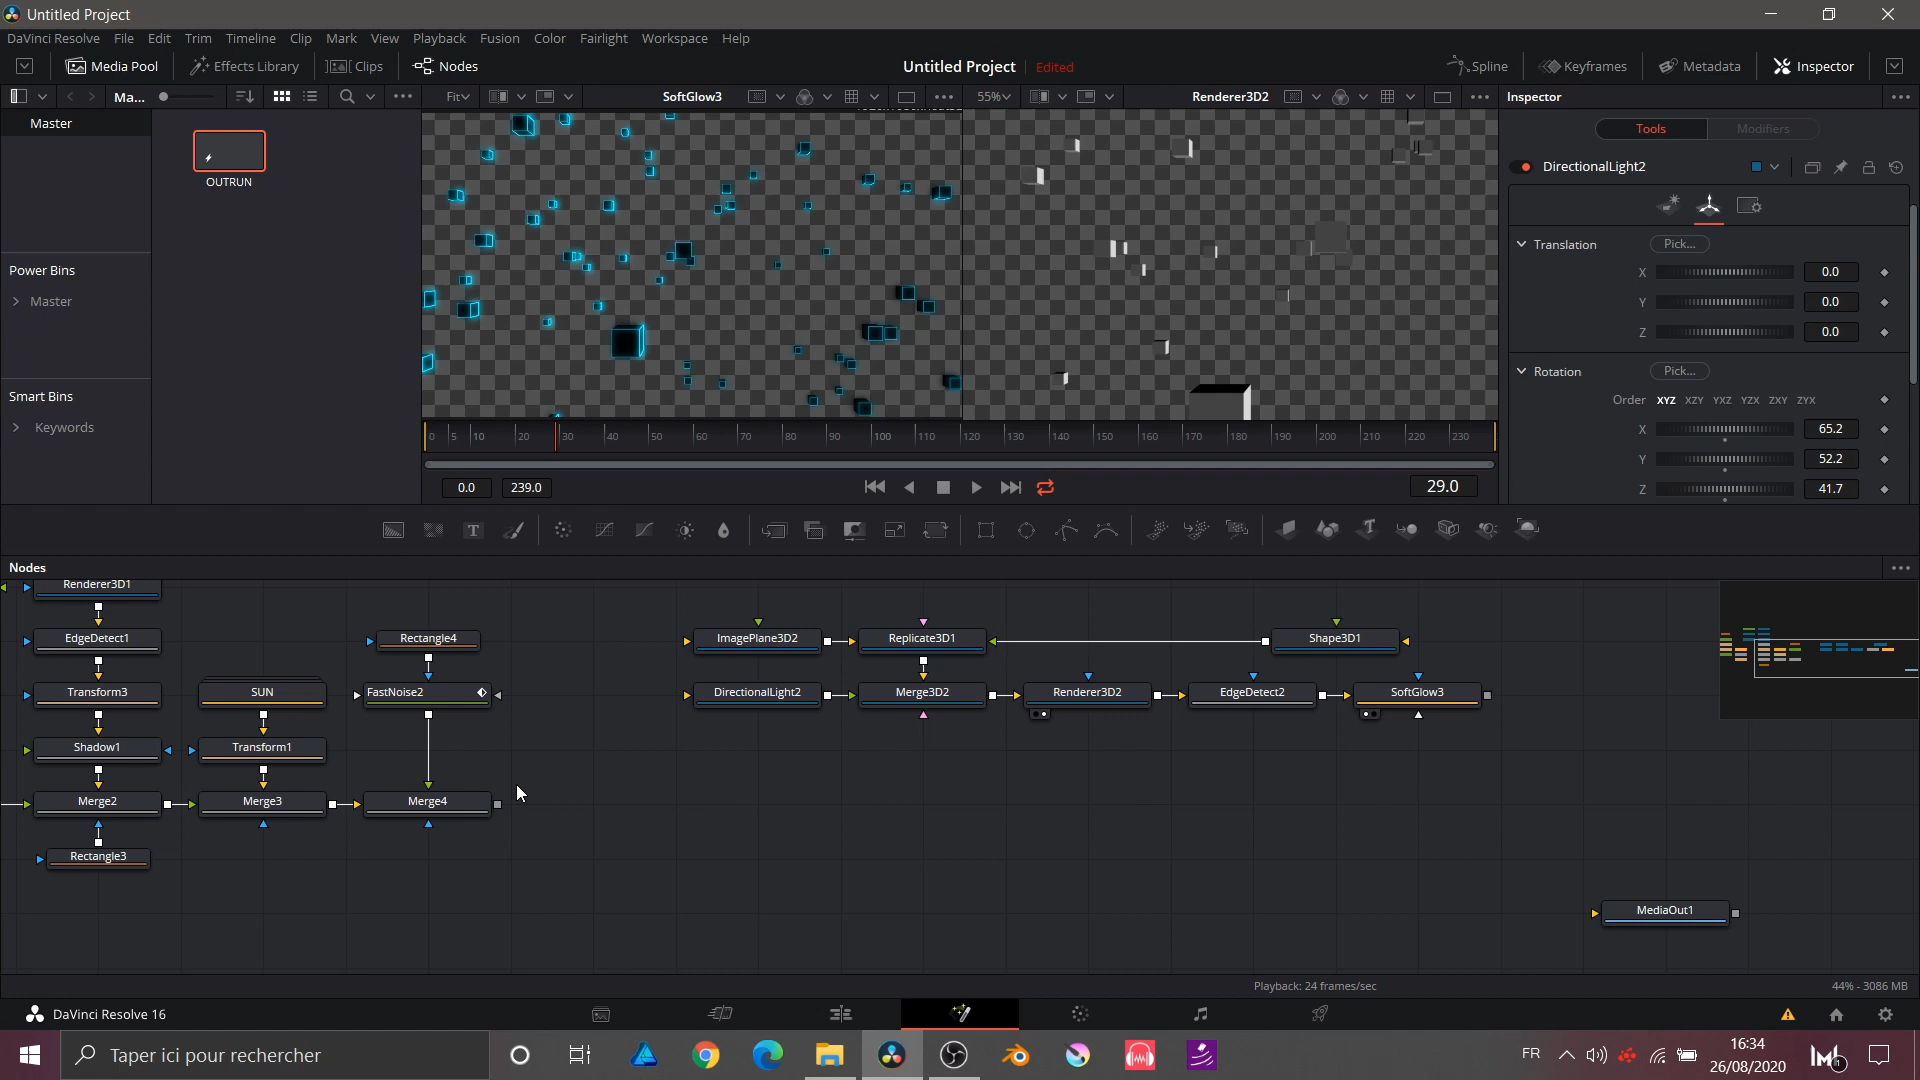 Untitled Project
DaVinci Resolve File Edit Trim Timeline Clip Mark View Playback Fusion Color Fairlight Workspace Help
Media Pool Effects Library Clips Nodes Untitled Project Edited Spline Keyframes Metadata Inspector
Ma... Fit SoftGlow3 55% Renderer3D2 Inspector
Master
OUTRUN
Power Bins
Master
Smart Bins
Keywords
Tools Modifiers
DirectionalLight2
Translation Pick...
X 0.0
Y 0.0
Z 0.0
Rotation Pick...
Order XYZ XZY YXZ YZX ZXY ZYX
X 65.2
Y 52.2
Z 41.7
0 5 10 20 30 40 50 60 70 80 90 100 110 120 130 140 150 160 170 180 190 200 210 220 230
0.0 239.0 29.0
Nodes
Renderer3D1
EdgeDetect1 Rectangle4 ImagePlane3D2 Replicate3D1 Shape3D1
Transform3 SUN FastNoise2 DirectionalLight2 Merge3D2 Renderer3D2 EdgeDetect2 SoftGlow3
Shadow1 Transform1
Merge2 Merge3 Merge4
Rectangle3
MediaOut1
Playback: 24 frames/sec 44% - 3086 MB
DaVinci Resolve 16
Taper ici pour rechercher
FR 16:34
26/08/2020
1